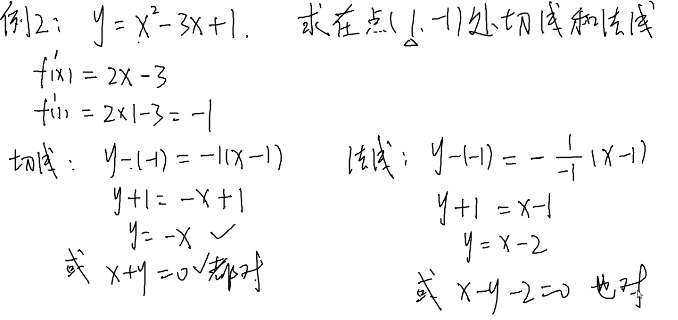 例2: y=x²-3x+1. 求在点(1,-1)处切线和法线
f'(x)=2x-3
f'(1)=2×1-3=-1
切线: y-(-1)=-1(x-1)
y+1=-x+1
y=-x ✓
或 x+y=0 ✓都对
法线: y-(-1)=-\frac{1}{-1}(x-1)
y+1=x-1
y=x-2
或 x-y-2=0 也对